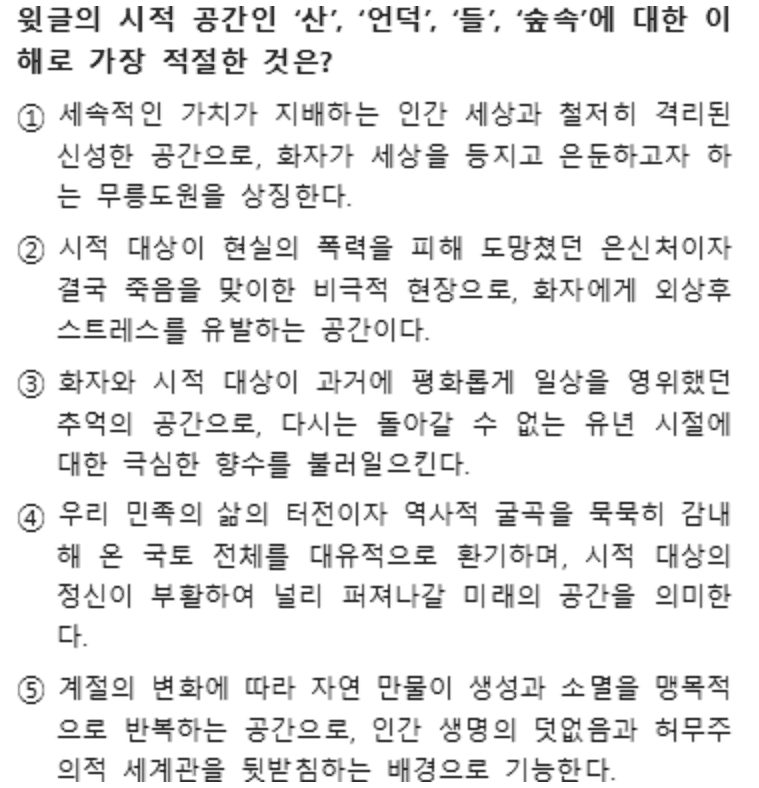 윗글의 시적 공간인 '산', '언덕', '들', '숲속'에 대한 이
해로 가장 적절한 것은?
① 세속적인 가치가 지배하는 인간 세상과 철저히 격리된
신성한 공간으로, 화자가 세상을 등지고 은둔하고자 하
는 무릉도원을 상징한다.
② 시적 대상이 현실의 폭력을 피해 도망쳤던 은신처이자
결국 죽음을 맞이한 비극적 현장으로, 화자에게 외상후
스트레스를 유발하는 공간이다.
③ 화자와 시적 대상이 과거에 평화롭게 일상을 영위했던
추억의 공간으로, 다시는 돌아갈 수 없는 유년 시절에
대한 극심한 향수를 불러일으킨다.
④ 우리 민족의 삶의 터전이자 역사적 굴곡을 묵묵히 감내
해 온 국토 전체를 대유적으로 환기하며, 시적 대상의
정신이 부활하여 널리 퍼져나갈 미래의 공간을 의미한
다.
⑤ 계절의 변화에 따라 자연 만물이 생성과 소멸을 맹목적
으로 반복하는 공간으로, 인간 생명의 덧없음과 허무주
의적 세계관을 뒷받침하는 배경으로 기능한다.